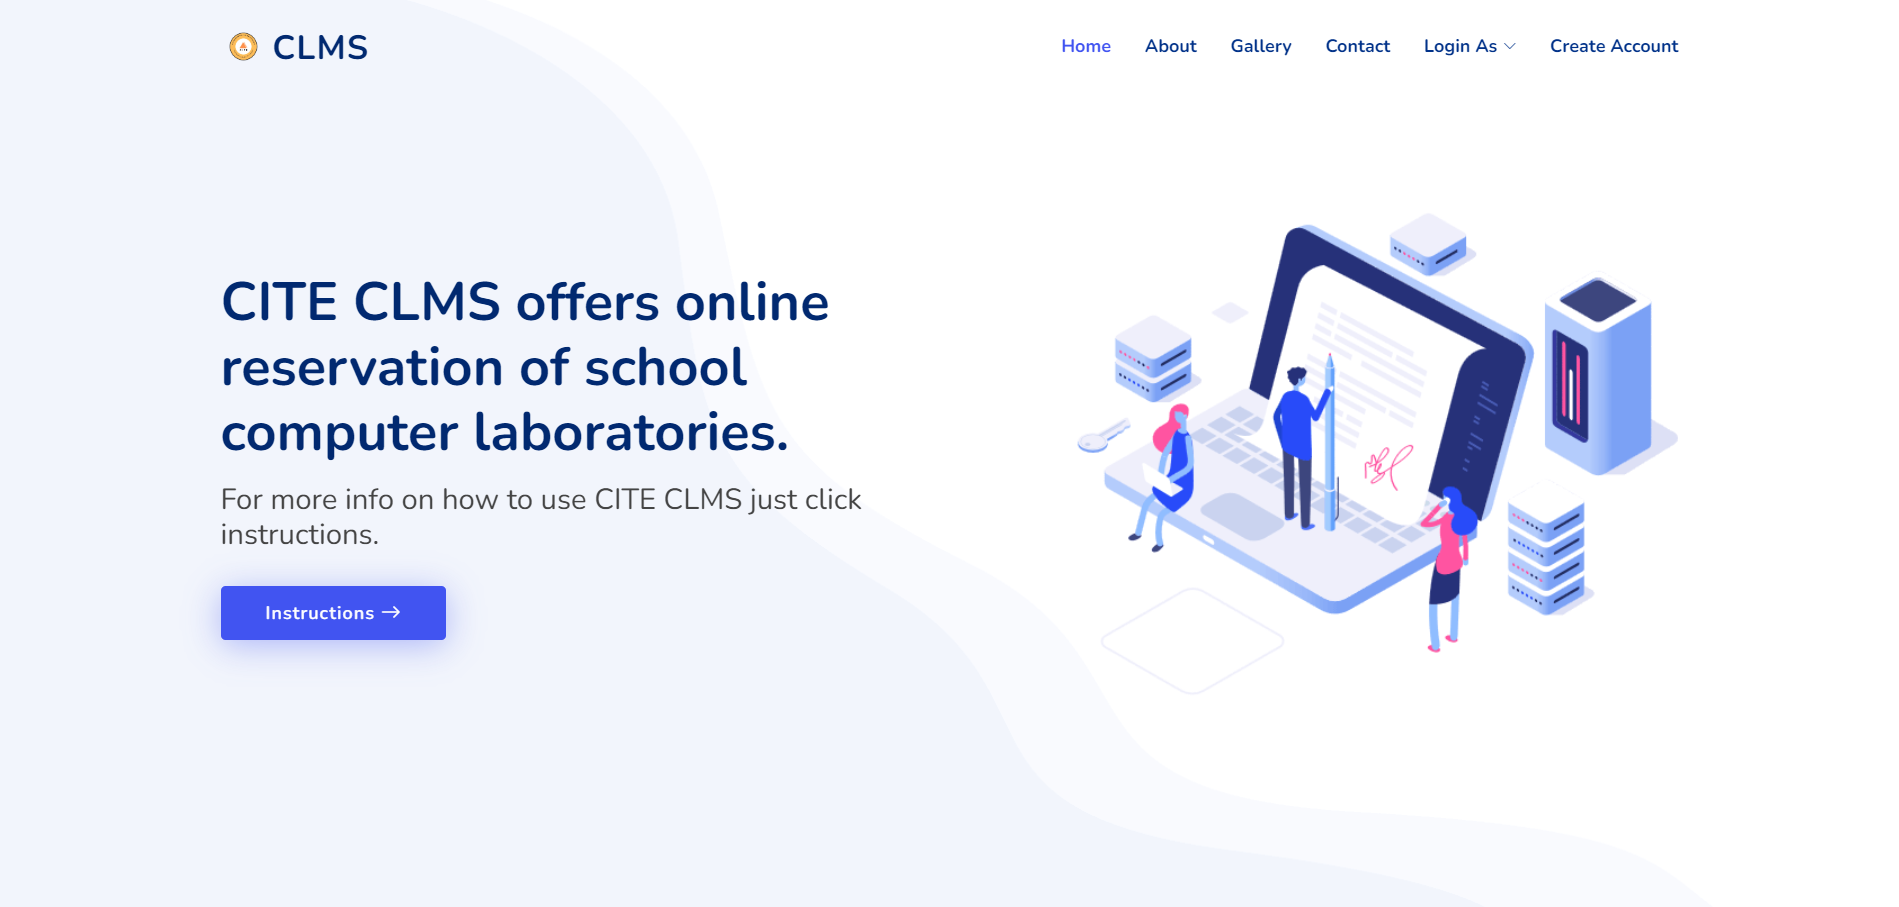 CLMS
Home About Gallery Contact Login As Create Account
CITE CLMS offers online
reservation of school
computer laboratories.
For more info on how to use CITE CLMS just click
instructions.
Instructions →